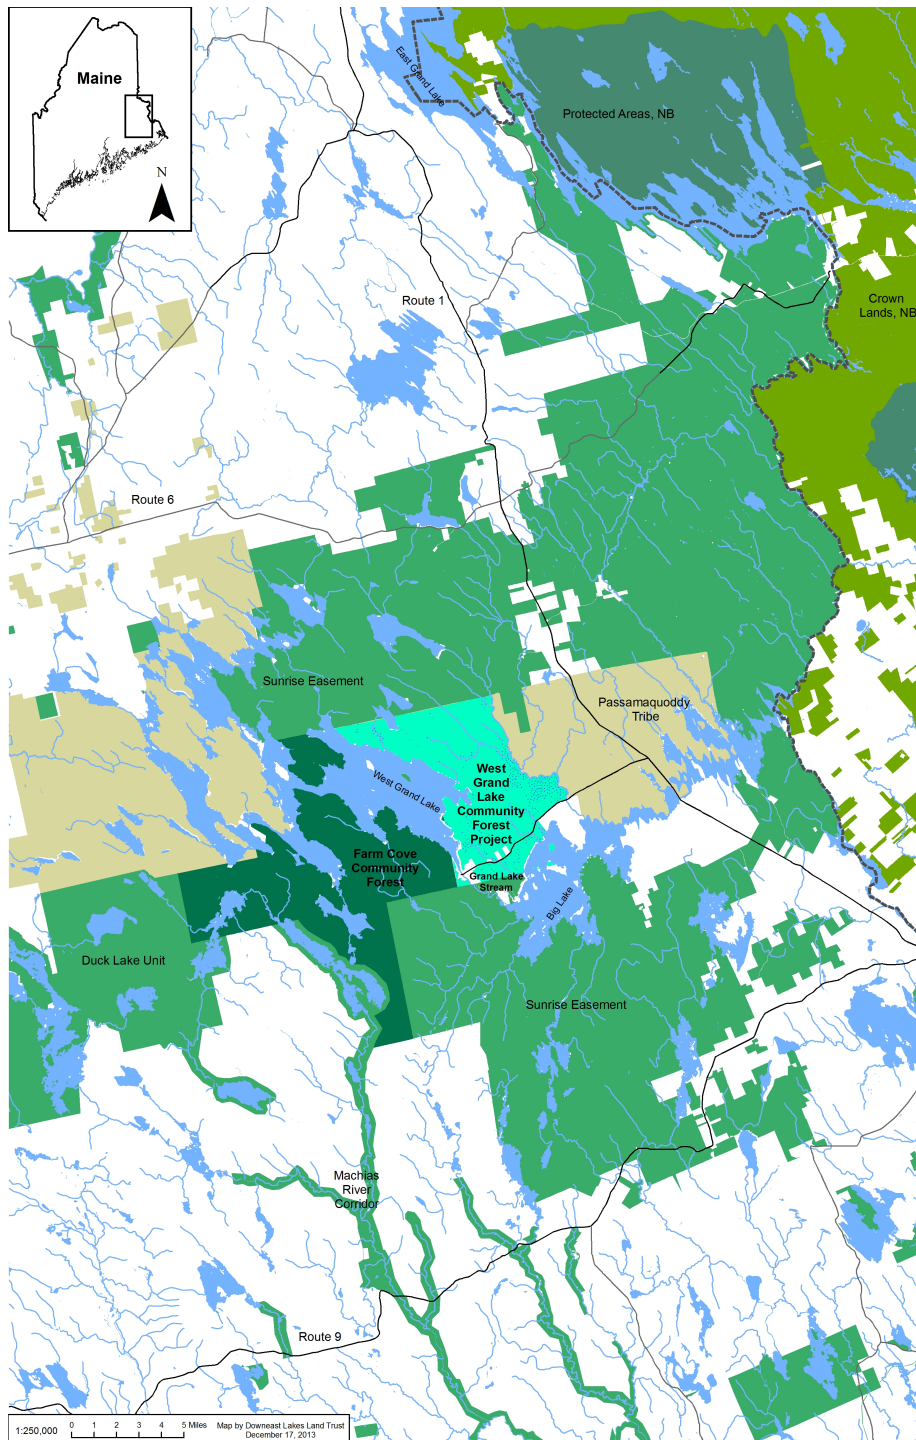 Maine
N
East Grand Lake
Protected Areas, NB
Crown
Lands, NB
Route 1
Route 6
Sunrise Easement
Passamaquoddy
Tribe
West Grand Lake
West
Grand
Lake
Community
Forest
Project
Farm Cove
Community
Forest
Grand Lake
Stream
Big Lake
Duck Lake Unit
Sunrise Easement
Machias
River
Corridor
Route 9
1:250,000
0 1 2 3 4 5 Miles
Map by Downeast Lakes Land Trust
December 17, 2013